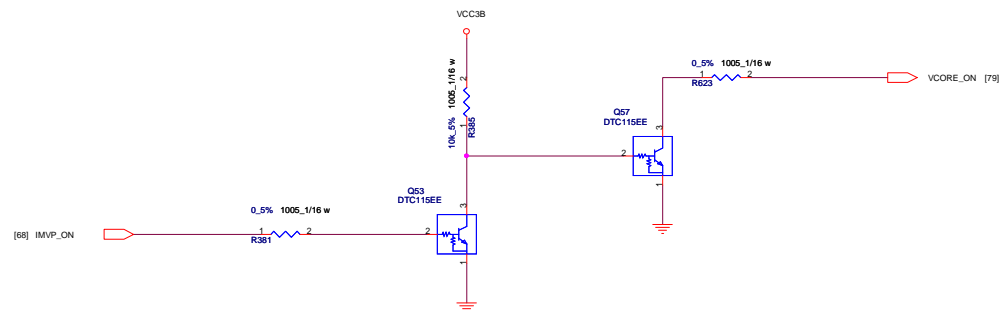 VCC3B
0_5% 1005_1/16 w
1 2
R623
VCORE_ON [79]
2
10k_5% 1005_1/16 w
1
R385
Q57
DTC115EE
3
2
1
Q53
DTC115EE
3
0_5% 1005_1/16 w
[68] IMVP_ON
1 2
R381
2
1